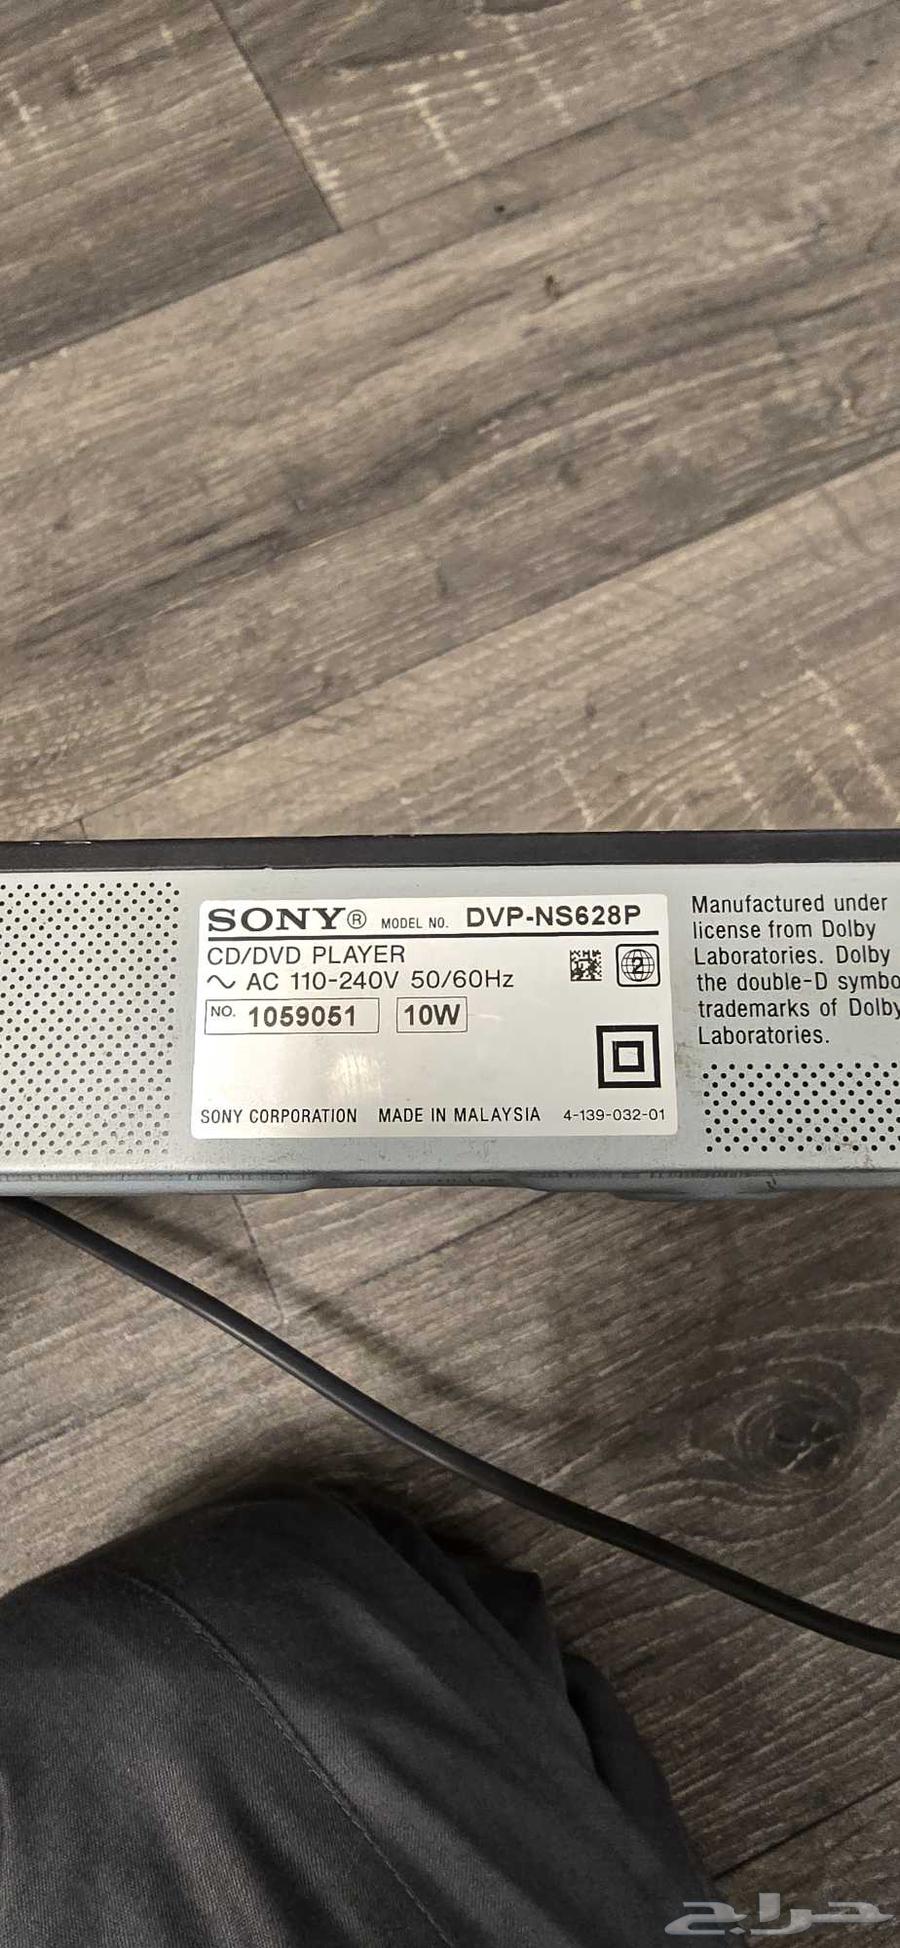 SONY® MODEL NO. DVP-NS628P
CD/DVD PLAYER
~ AC 110-240V 50/60Hz
2
NO. 1059051 10W
SONY CORPORATION MADE IN MALAYSIA 4-139-032-01
Manufactured under
license from Dolby
Laboratories. Dolby
the double-D
trademarks of Dolby
Laboratories.
حراج